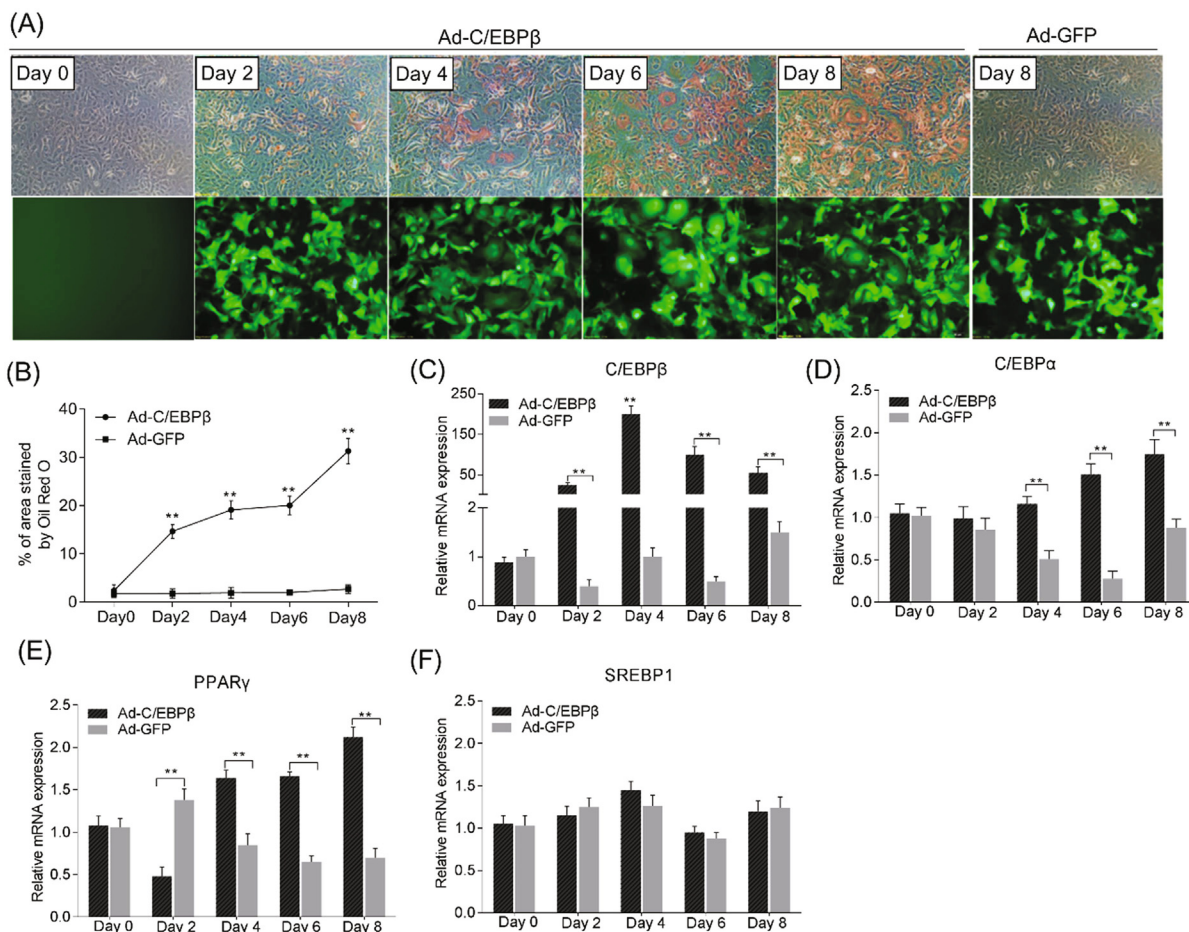 (A)
Ad-C/EBPβ
Ad-GFP
Day 0
Day 2
Day 4
Day 6
Day 8
Day 8
(B)
% of area stained
by Oil Red O
40
30
20
10
0
Ad-C/EBPβ
Ad-GFP
**
**
**
**
Day0
Day2
Day4
Day6
Day8
(C)
C/EBPβ
Relative mRNA expression
250
150
50
2
1
0
Ad-C/EBPβ
Ad-GFP
**
**
**
**
Day 0
Day 2
Day 4
Day 6
Day 8
(D)
C/EBPα
Relative mRNA expression
2.5
2.0
1.5
1.0
0.5
0.0
Ad-C/EBPβ
Ad-GFP
**
**
**
Day 0
Day 2
Day 4
Day 6
Day 8
(E)
PPARγ
Relative mRNA expression
2.5
2.0
1.5
1.0
0.5
0.0
Ad-C/EBPβ
Ad-GFP
**
**
**
**
Day 0
Day 2
Day 4
Day 6
Day 8
(F)
SREBP1
Relative mRNA expression
2.5
2.0
1.5
1.0
0.5
0.0
Ad-C/EBPβ
Ad-GFP
Day 0
Day 2
Day 4
Day 6
Day 8